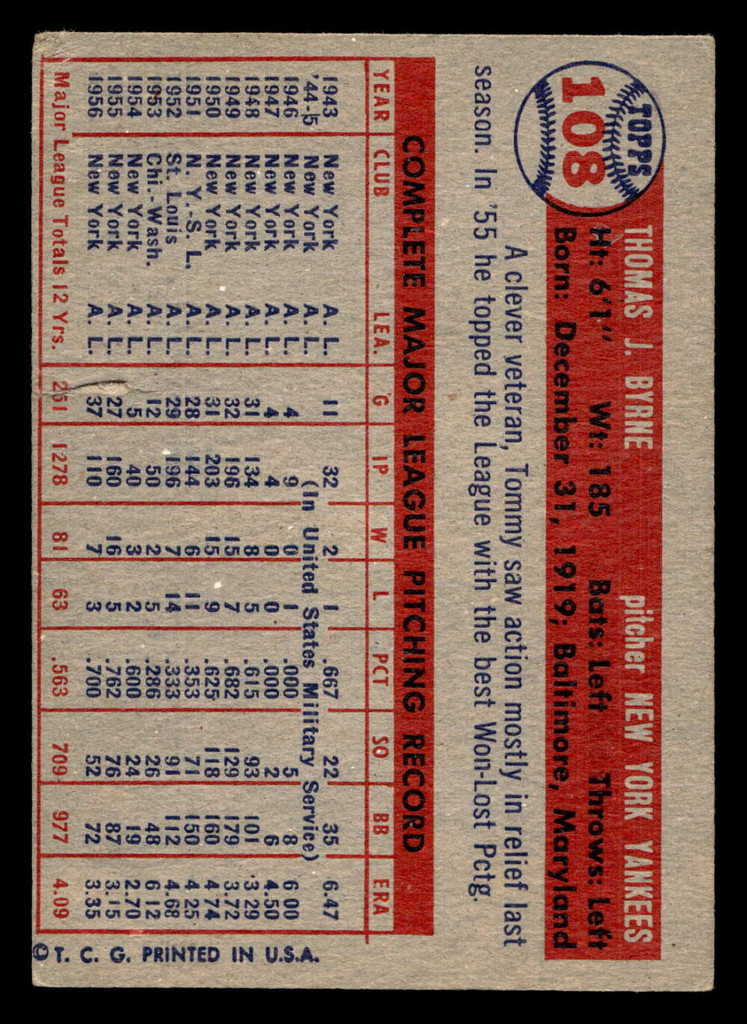 TOPPS
108
THOMAS J. BYRNE pitcher NEW YORK YANKEES
Ht: 6'1" Wt: 185 Bats: Left Throws: Left
Born: December 31, 1919; Baltimore, Maryland
A clever veteran, Tommy saw action mostly in relief last
season. In '55 he topped the League with the best Won-Lost Pctg.
COMPLETE MAJOR LEAGUE PITCHING RECORD
YEAR CLUB LEA. G IP W L PCT SO BB ERA
1943 New York A. L. 11 32 2 1 .667 22 35 6.47
'44-5 New York A. L. (In United States Military Service)
1946 New York A. L. 4 9 0 1 .000 5 8 6.00
1947 New York A. L. 4 4 0 0 .000 2 6 4.50
1948 New York A. L. 31 134 8 5 .615 93 101 3.29
1949 New York A. L. 32 196 15 7 .682 129 179 3.72
1950 New York A. L. 31 203 15 9 .625 118 160 4.74
1951 N. Y.-S. L. A. L. 28 144 6 11 .353 71 150 4.25
1952 St. Louis A. L. 29 196 7 14 .333 91 112 4.68
1953 Chi.-Wash. A. L. 12 50 2 5 .286 26 48 6.12
1954 New York A. L. 5 40 3 2 .600 24 19 2.70
1955 New York A. L. 27 160 16 5 .762 76 87 3.15
1956 New York A. L. 37 110 7 3 .700 52 72 3.35
Major League Totals 12 Yrs. 251 1278 81 63 .563 709 977 4.09
© T. C. G. PRINTED IN U.S.A.